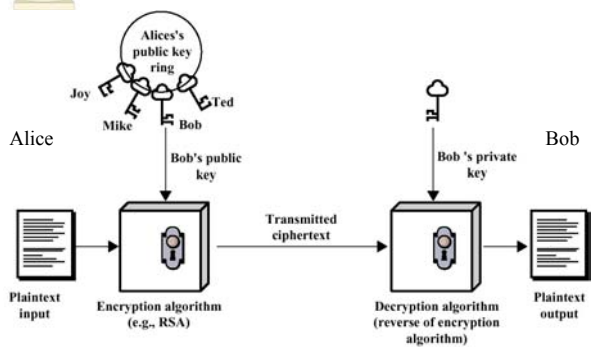 Alices's
public key
ring
Joy
Mike
Bob
Ted
Alice
Bob
Bob's public
key
Bob 's private
key
Transmitted
ciphertext
Plaintext
input
Encryption algorithm
(e.g., RSA)
Decryption algorithm
(reverse of encryption
algorithm)
Plaintext
output